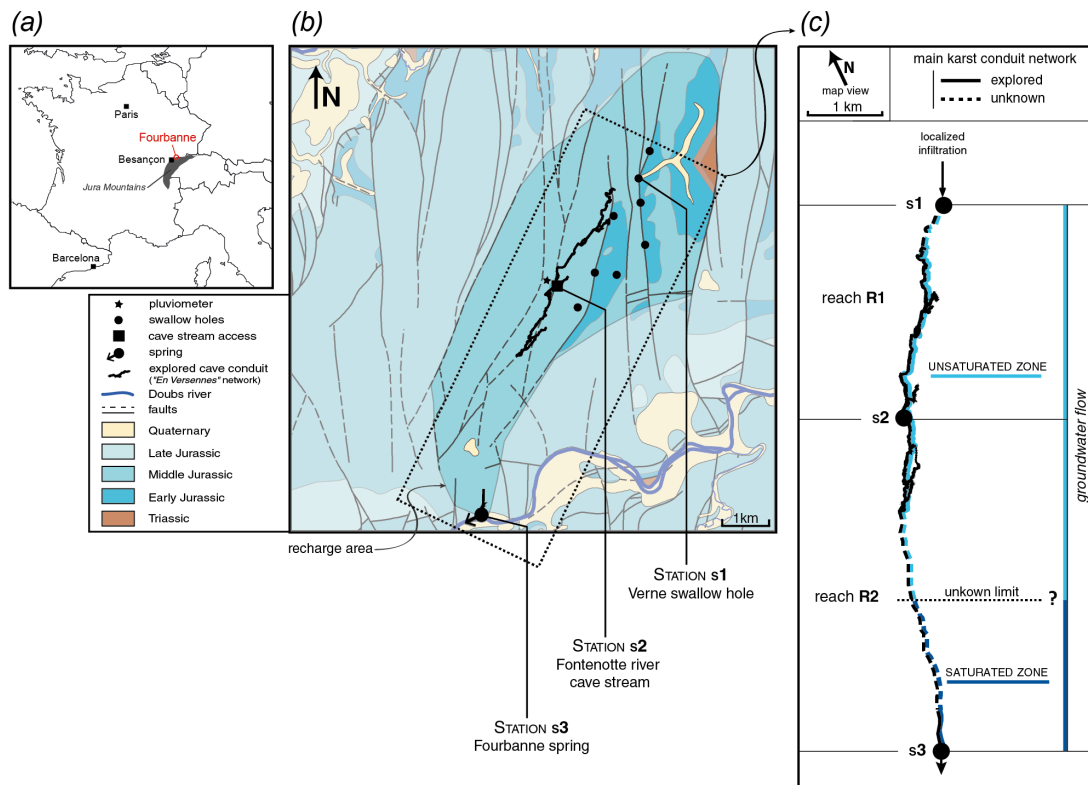 (a)
Paris
Fourbanne
Besançon
Jura Mountains
Barcelona
pluviometer
swallow holes
cave stream access
spring
explored cave conduit
("En Versennes" network)
Doubs river
faults
Quaternary
Late Jurassic
Middle Jurassic
Early Jurassic
Triassic
(b)
N
1km
recharge area
STATION s1
Verne swallow hole
STATION s2
Fontenotte river
cave stream
STATION s3
Fourbanne spring
(c)
N
map view
1 km
main karst conduit network
explored
unknown
localized
infiltration
s1
reach R1
UNSATURATED ZONE
s2
groundwater flow
reach R2
unkown limit
?
SATURATED ZONE
s3